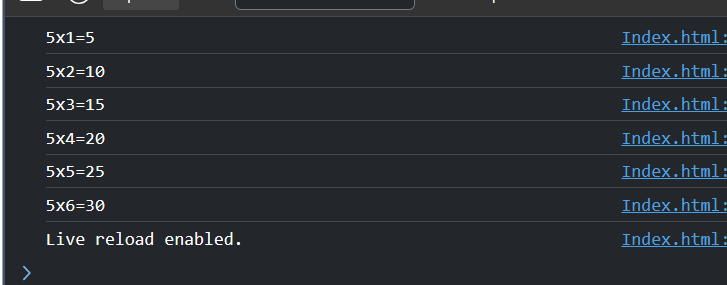 5x1=5 Index.html:
5x2=10 Index.html:
5x3=15 Index.html:
5x4=20 Index.html:
5x5=25 Index.html:
5x6=30 Index.html:
Live reload enabled. Index.html: